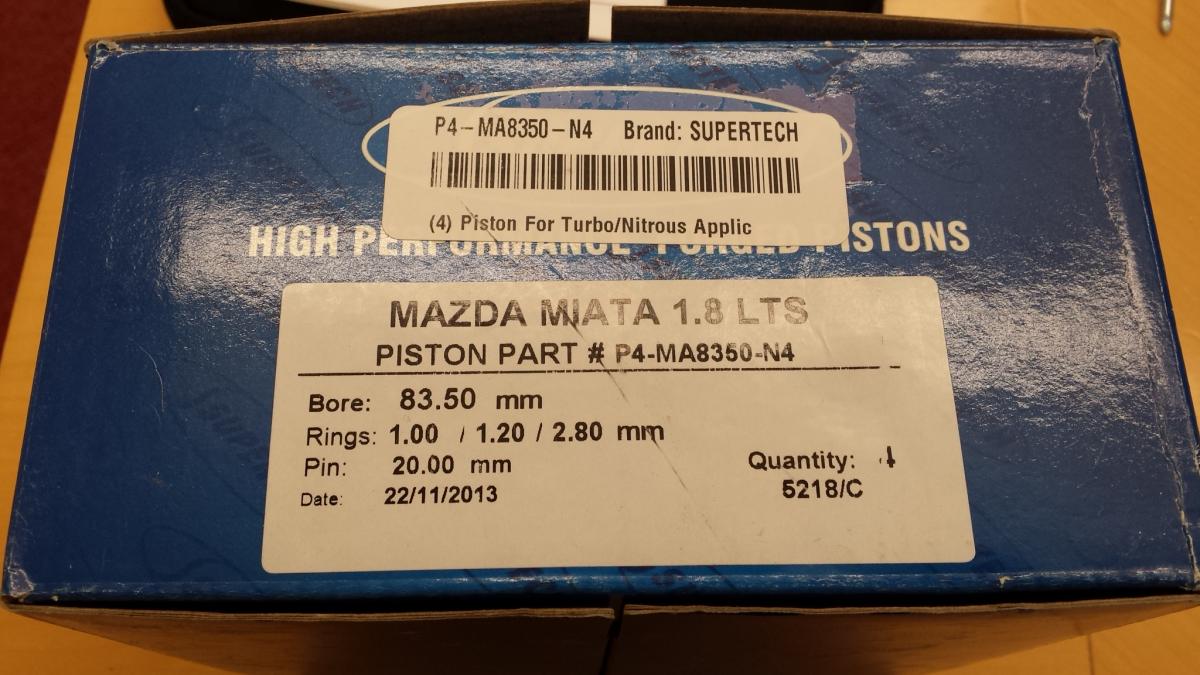 P4-MA8350-N4 Brand: SUPERTECH
(4) Piston For Turbo/Nitrous Applic
HIGH PERFORMANCE FORGED PISTONS
MAZDA MIATA 1.8 LTS
PISTON PART # P4-MA8350-N4
Bore: 83.50 mm
Rings: 1.00 / 1.20 / 2.80 mm
Pin: 20.00 mm
Quantity: 4
Date: 22/11/2013
5218/C